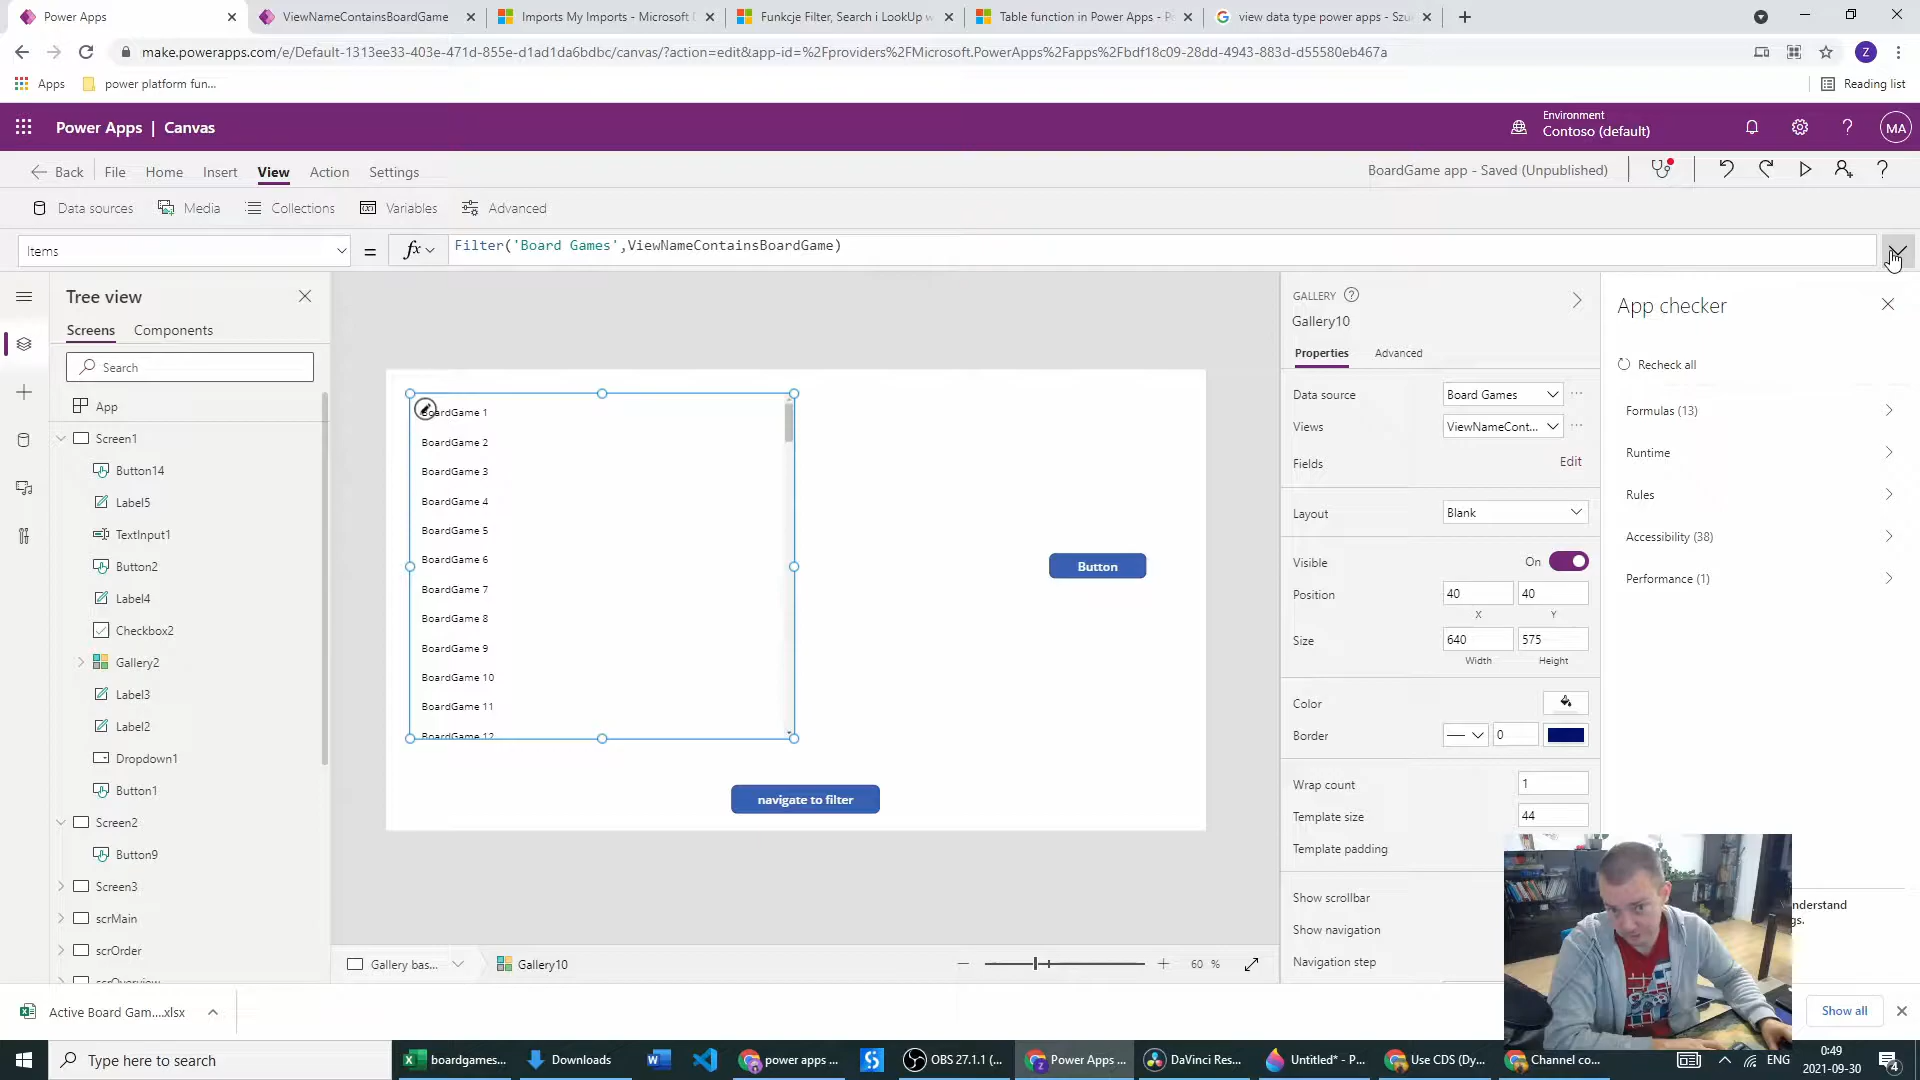 Power Apps
ViewNameContainsBoardGame
Imports My Imports - Microsoft
Funkcje Filter, Search i LookUp w
Table function in Power Apps - P
view data type power apps - Szu
make.powerapps.com/e/Default-1313ee33-403e-471d-855e-d1ad1da6bdbc/canvas/?action=edit&app-id=%2Fproviders%2FMicrosoft.PowerApps%2Fapps%2Fbdf18c09-28dd-4943-883d-d55580eb467a
Z
Apps
power platform fun...
Reading list
Power Apps | Canvas
Environment
Contoso (default)
MA
Back
File
Home
Insert
View
Action
Settings
BoardGame app - Saved (Unpublished)
Data sources
Media
Collections
Variables
Advanced
Items
=
fx
Filter('Board Games',ViewNameContainsBoardGame)
Tree view
Screens
Components
Search
App
Screen1
Button14
Label5
TextInput1
Button2
Label4
Checkbox2
Gallery2
Label3
Label2
Dropdown1
Button1
Screen2
Button9
Screen3
scrMain
scrOrder
scrOverview
BoardGame 1
BoardGame 2
BoardGame 3
BoardGame 4
BoardGame 5
BoardGame 6
BoardGame 7
BoardGame 8
BoardGame 9
BoardGame 10
BoardGame 11
BoardGame 12
Button
navigate to filter
Gallery bas...
Gallery10
60 %
GALLERY
Gallery10
Properties
Advanced
Data source
Board Games
Views
ViewNameCont...
Fields
Edit
Layout
Blank
Visible
On
Position
40
40
X
Y
Size
640
575
Width
Height
Color
Border
0
Wrap count
1
Template size
44
Template padding
Show scrollbar
Show navigation
Navigation step
App checker
Recheck all
Formulas (13)
Runtime
Rules
Accessibility (38)
Performance (1)
nderstand
gs.
Active Board Gam....xlsx
Show all
Type here to search
boardgames...
Downloads
power apps ...
OBS 27.1.1 (...
Power Apps ...
DaVinci Res...
Untitled* - P...
Use CDS (Dy...
Channel co...
ENG
0:49
2021-09-30
4